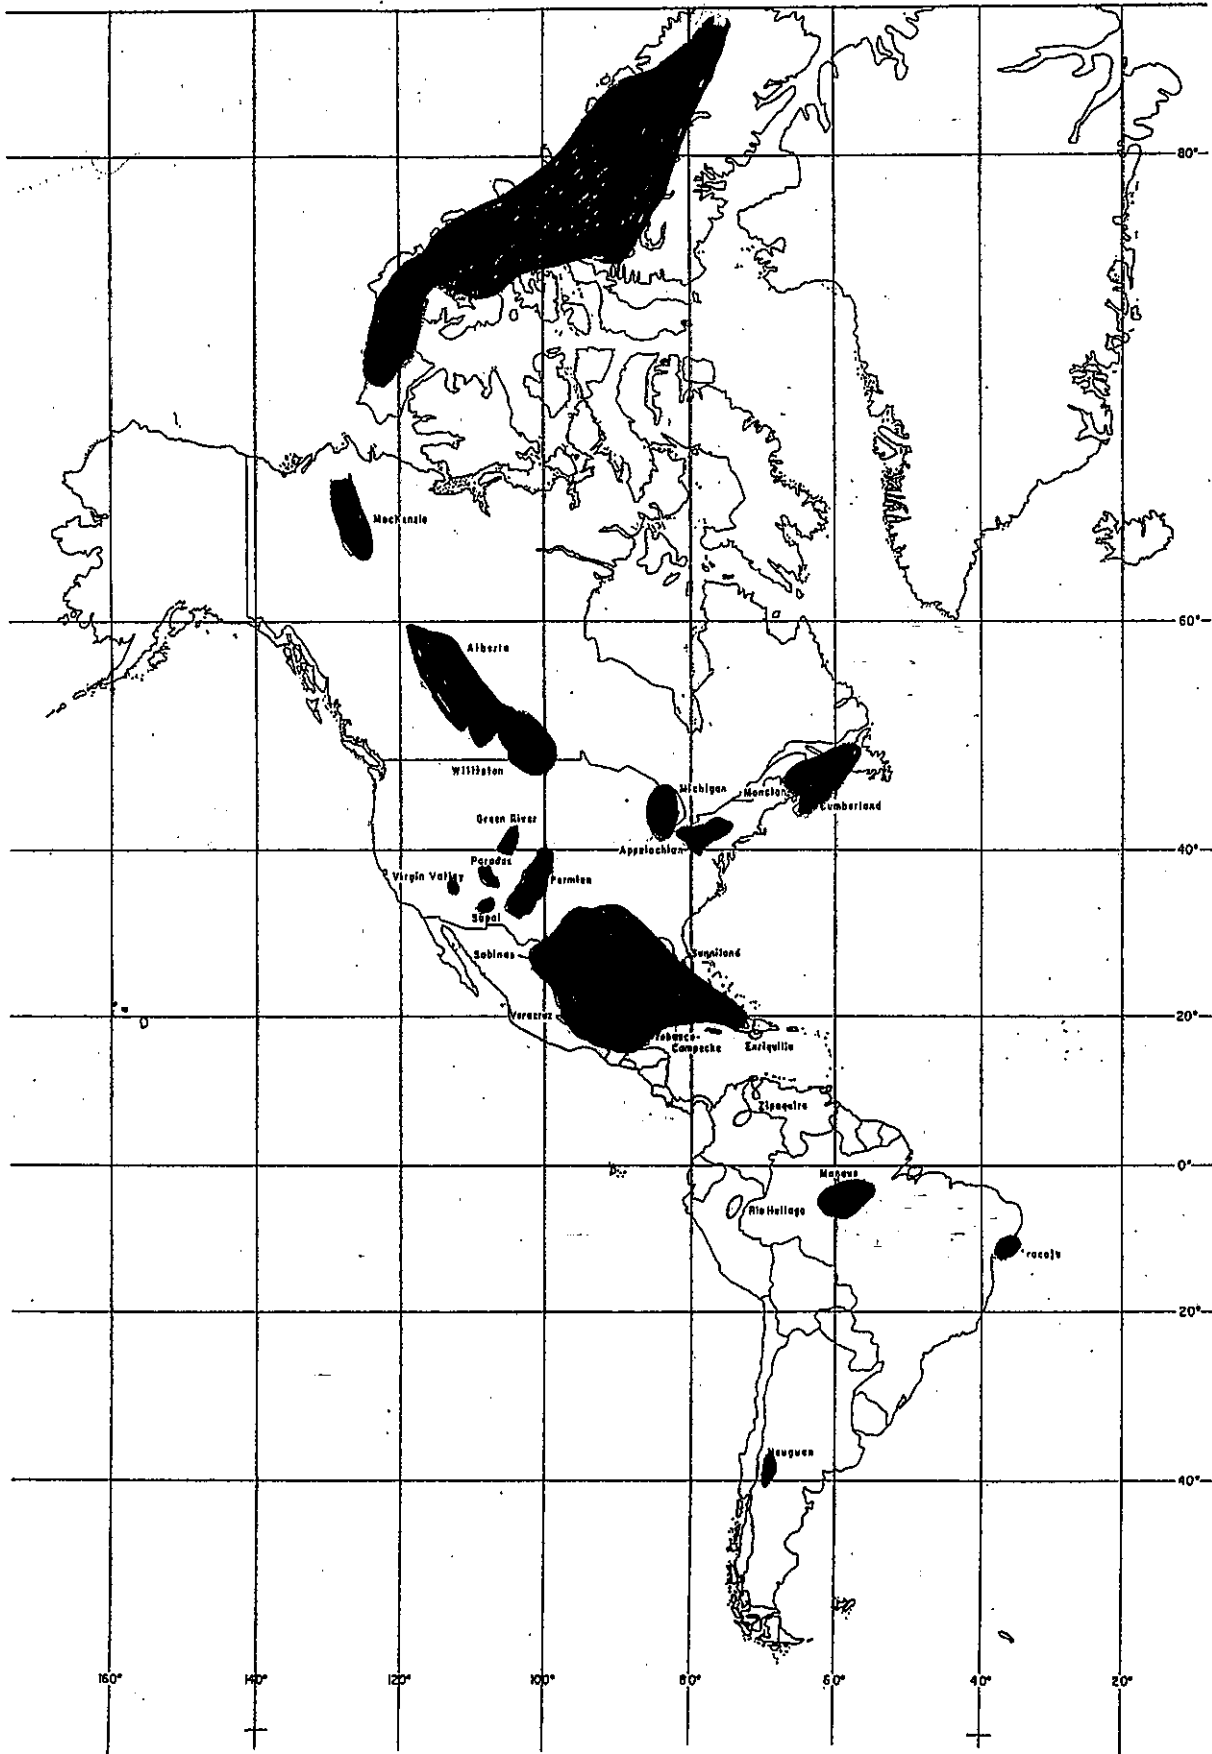 80°
MacKenzie
60°
Alberta
Williston
Michigan
Moncton
Cumberland
Green River
Appalachian
40°
Paradox
Virgin Valley
Permian
Supai
Sabinas
Sunniland
Veracruz
20°
Campeche
Enriquillo
Zipaquira
0°
Manaus
Rio Hullaga
20°
Neuquen
40°
160°
140°
120°
100°
80°
60°
40°
20°